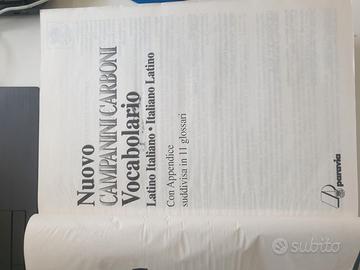 Nuovo
CAMPANINI CARBONI
Vocabolario
Latino Italiano • Italiano Latino
Con Appendice
suddivisa in 11 glossari
paravia
subito